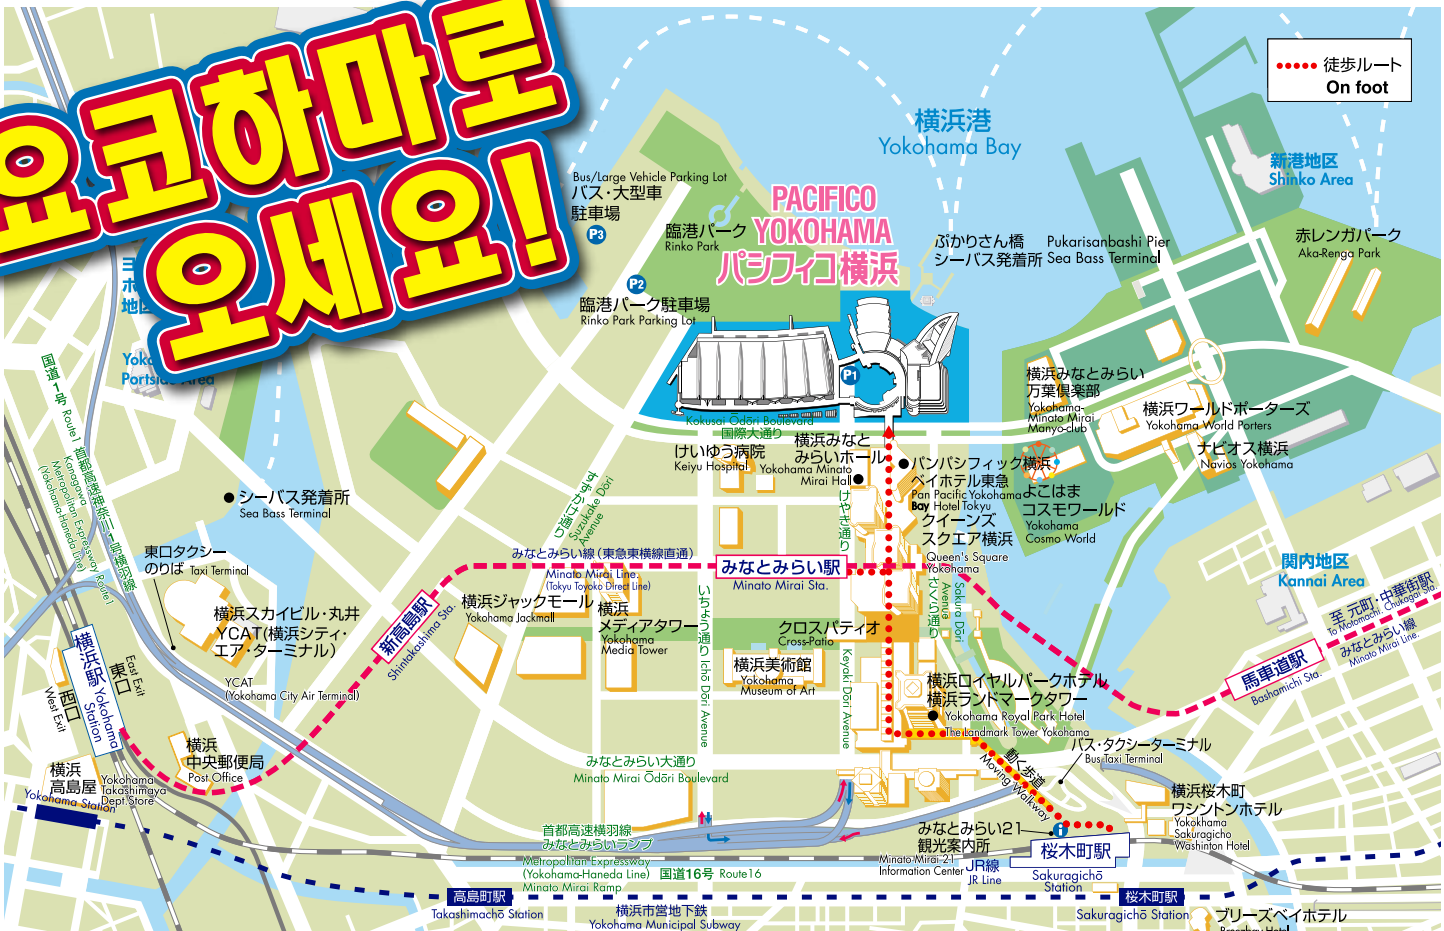 요코하마로
오세요!
徒歩ルート
On foot
横浜港
Yokohama Bay
新港地区
Shinko Area
Bus/Large Vehicle Parking Lot
バス・大型車
駐車場
P3
臨港パーク
Rinko Park
PACIFICO
YOKOHAMA
パシフィコ横浜
ぷかりさん橋
シーバス発着所
Pukarisanbashi Pier
Sea Bass Terminal
赤レンガパーク
Aka-Renga Park
P2
臨港パーク駐車場
Rinko Park Parking Lot
地区
Portside Area
P1
国道1号 Route1
首都高速神奈川1号横羽線
Kanagawa Metropolitan Expressway Route1
(Yokohama-Haneda Line)
Kokusai Ōdōri Boulevard
国際大通り
横浜みなとみらい
万葉倶楽部
Yokohama-
Minato Mirai
Manyo-club
横浜ワールドポーターズ
Yokohama World Porters
ナビオス横浜
Navios Yokohama
けいゆう病院
Keiyu Hospital
横浜みなと
みらいホール
Yokohama Minato
Mirai Hall
パンパシフィック横浜
ベイホテル東急
Pan Pacific Yokohama
Bay Hotel Tokyu
よこはま
コスモワールド
Yokohama
Cosmo World
クイーンズ
スクエア横浜
Queen's Square
Yokohama
シーバス発着所
Sea Bass Terminal
すずかけ通り
Suzukake Dōri
Avenue
けやき通り
東口タクシー
のりば Taxi Terminal
みなとみらい線(東急東横線直通)
Minato Mirai Line.
(Tokyu Toyoko Direct Line)
みなとみらい駅
Minato Mirai Sta.
関内地区
Kannai Area
至 元町・中華街駅
To Motomachi, Chukagai Sta.
みなとみらい線
Minato Mirai Line.
馬車道駅
Bashamichi Sta.
さくら通り
Sakura Dōri
Avenue
横浜スカイビル・丸井
YCAT(横浜シティ・
エア・ターミナル)
YCAT
(Yokohama City Air Terminal)
新高島駅
Shintakashima Sta.
横浜ジャックモール
Yokohama Jackmall
横浜
メディアタワー
Yokohama
Media Tower
いちょう通り Ichō Dōri Avenue
クロスパティオ
Cross-Patio
横浜美術館
Yokohama
Museum of Art
Keyaki Dōri Avenue
横浜ロイヤルパークホテル
横浜ランドマークタワー
Yokohama Royal Park Hotel
The Landmark Tower Yokohama
横浜駅
Yokohama Station
東口
East Exit
西口
West Exit
横浜
中央郵便局
Post Office
横浜
高島屋
Yokohama
Takashimaya
Dept.Store
Yokohama Station
みなとみらい大通り
Minato Mirai Ōdōri Boulevard
動く歩道
Moving Walkway
バス・タクシーターミナル
Bus Taxi Terminal
横浜桜木町
ワシントンホテル
Yokokhama
Sakuragicho
Washinton Hotel
首都高速横羽線
みなとみらいランプ
Metropolitan Expressway
(Yokohama-Haneda Line)
Minato Mirai Ramp
国道16号 Route16
みなとみらい21
観光案内所
Minato Mirai 21
Information Center
i
JR線
JR Line
桜木町駅
Sakuragichō
Station
高島町駅
Takashimachō Station
横浜市営地下鉄
Yokohama Municipal Subway
桜木町駅
Sakuragichō Station
ブリーズベイホテル